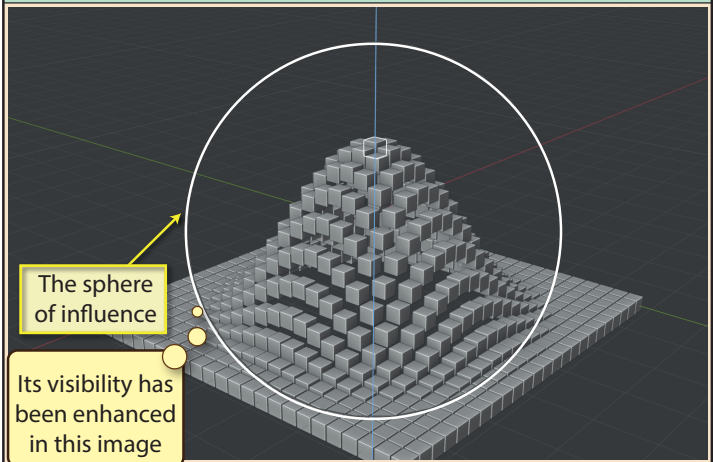 The sphere
of influence
Its visibility has
been enhanced
in this image